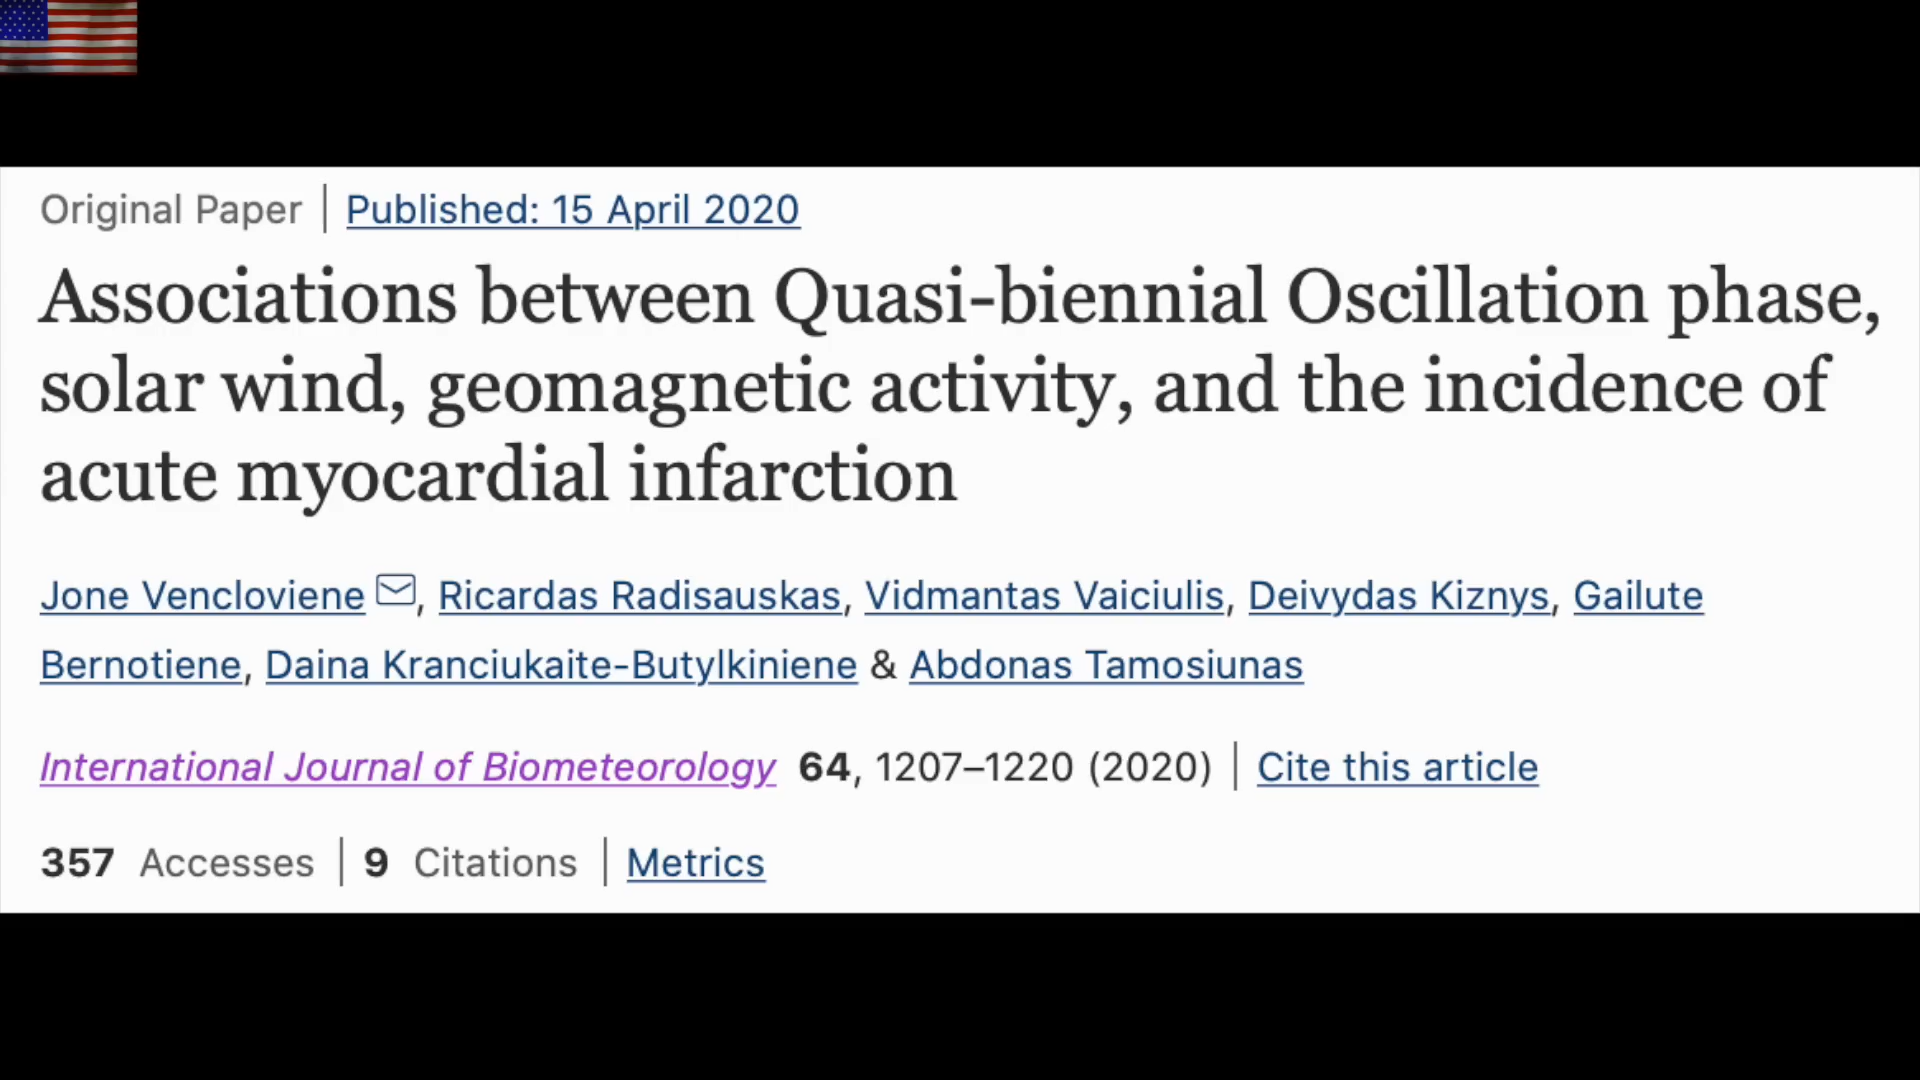 Original Paper | Published: 15 April 2020
Associations between Quasi-biennial Oscillation phase,
solar wind, geomagnetic activity, and the incidence of
acute myocardial infarction
Jone Vencloviene, Ricardas Radisauskas, Vidmantas Vaiciulis, Deivydas Kiznys, Gailute
Bernotiene, Daina Kranciukaite-Butylkiniene & Abdonas Tamosiunas
International Journal of Biometeorology 64, 1207–1220 (2020) | Cite this article
357 Accesses | 9 Citations | Metrics